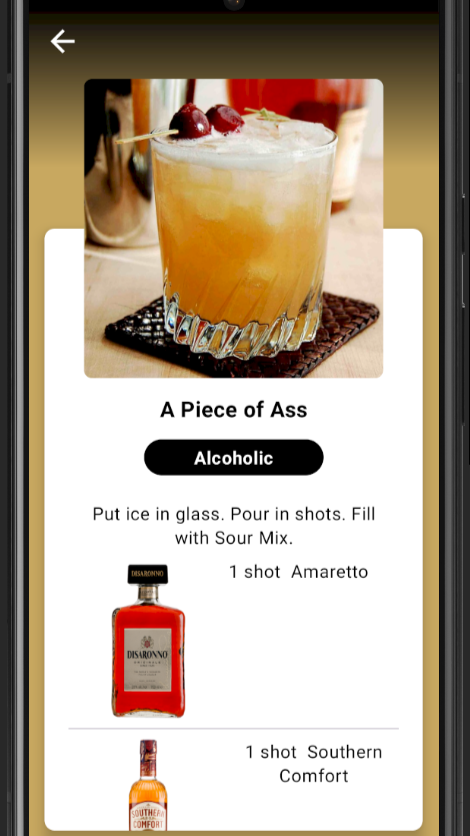 A Piece of Ass
Alcoholic
Put ice in glass. Pour in shots. Fill
with Sour Mix.
DISARONNO
1 shot  Amaretto
DISARONNO
ORIGINALE
1 shot  Southern
Comfort
SOUTHERN
COMFORT